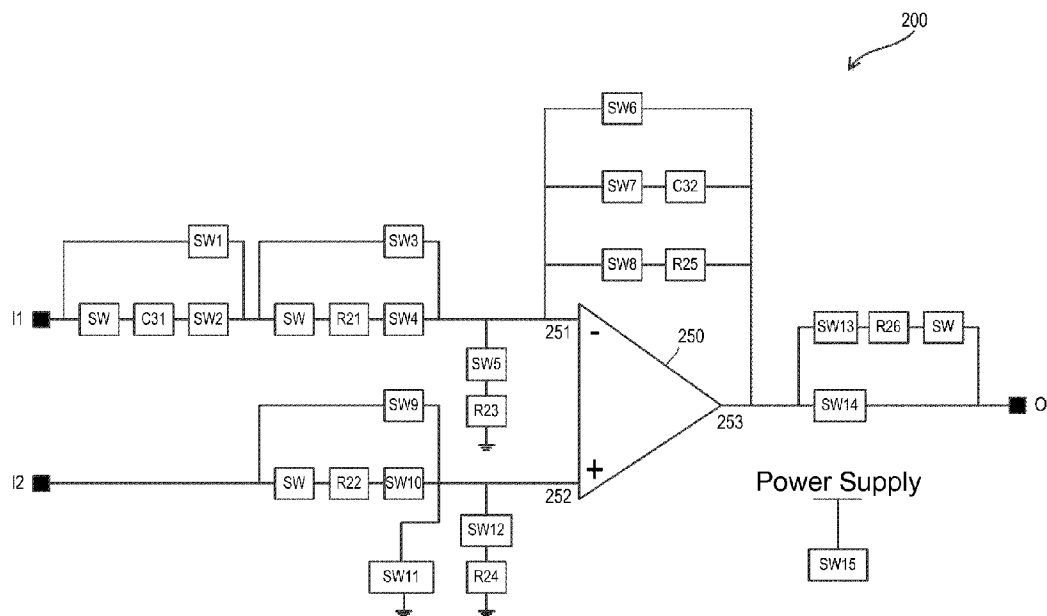 200
SW6
SW7 C32
SW8 R25
SW1 SW3
I1 SW C31 SW2 SW R21 SW4
251 - 250
SW5
R23
SW13 R26 SW
SW14 O
253
SW9
I2 SW R22 SW10 + 252
SW12
SW11 R24
Power Supply
SW15